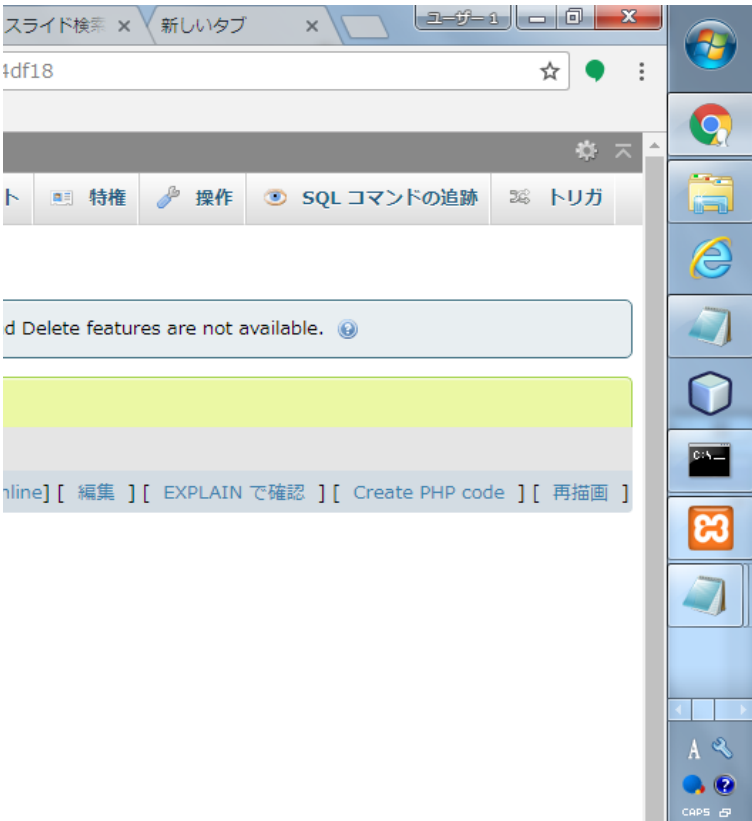 スライド検索 新しいタブ ユーザー 1
4df18
ト 特権 操作 SQL コマンドの追跡 トリガ
d Delete features are not available.
nline] [ 編集 ] [ EXPLAIN で確認 ] [ Create PHP code ] [ 再描画 ]
C:\_
A
CAPS